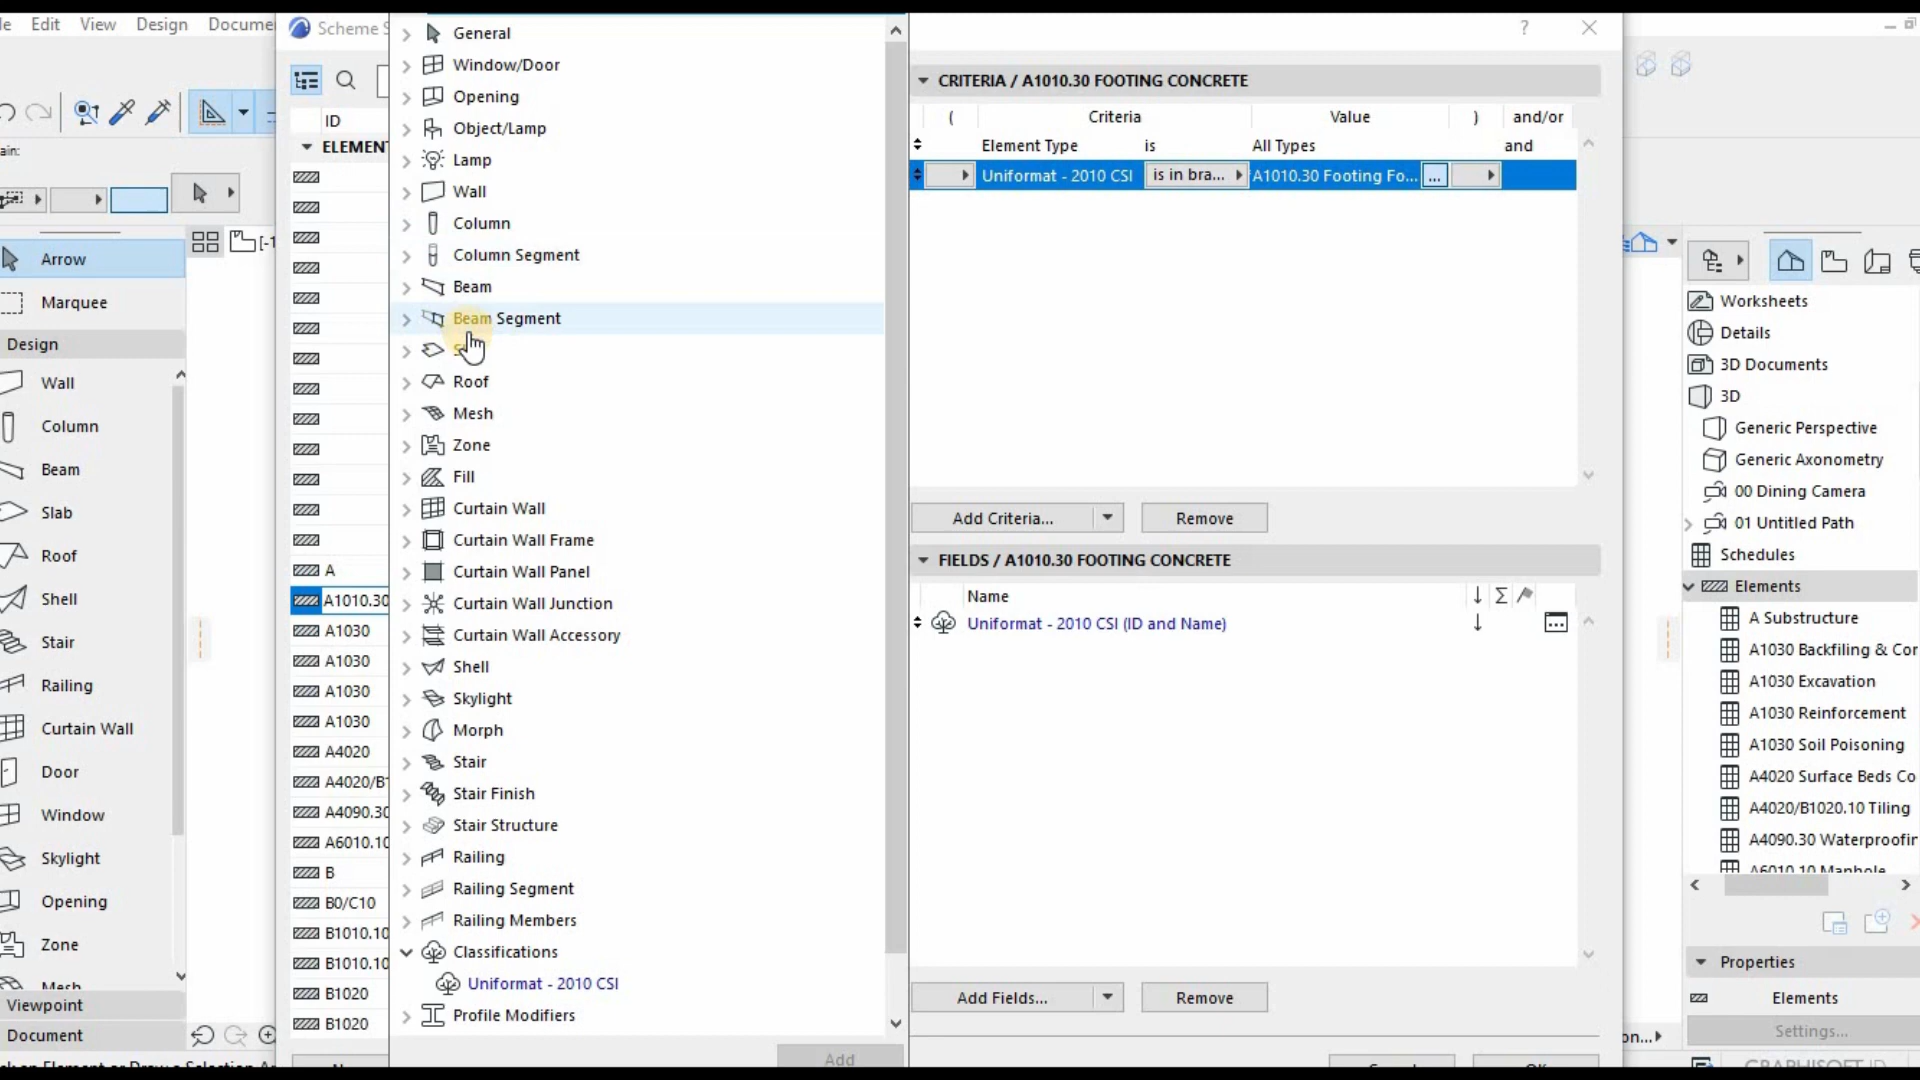 Edit View Design
Scheme
ID
ELEMENT
A
A1010.30
A1030
A1030
A1030
A1030
A4020
A4020/B
A4090.30
A6010.10
B
B0/C10
B1010.10
B1010.10
B1020
B1020
Arrow
Marquee
Design
Wall
Column
Beam
Slab
Roof
Shell
Stair
Railing
Curtain Wall
Door
Window
Skylight
Opening
Zone
Mesh
Viewpoint
Document
General
Window/Door
Opening
Object/Lamp
Lamp
Wall
Column
Column Segment
Beam
Beam Segment
Roof
Mesh
Zone
Fill
Curtain Wall
Curtain Wall Frame
Curtain Wall Panel
Curtain Wall Junction
Curtain Wall Accessory
Shell
Skylight
Morph
Stair
Stair Finish
Stair Structure
Railing
Railing Segment
Railing Members
Classifications
Uniformat - 2010 CSI
Profile Modifiers
Add
? 
CRITERIA / A1010.30 FOOTING CONCRETE
( Criteria Value ) and/or
Element Type is All Types and
Uniformat - 2010 CSI is in bra... A1010.30 Footing Fo... ...
Add Criteria... Remove
FIELDS / A1010.30 FOOTING CONCRETE
Name ↓ Σ
Uniformat - 2010 CSI (ID and Name) ↓
Add Fields... Remove
Worksheets
Details
3D Documents
3D
Generic Perspective
Generic Axonometry
00 Dining Camera
01 Untitled Path
Schedules
Elements
A Substructure
A1030 Backfiling & Cor
A1030 Excavation
A1030 Reinforcement
A1030 Soil Poisoning
A4020 Surface Beds Co
A4020/B1020.10 Tiling
A4090.30 Waterproofin
A6010.10 Manhole
Properties
Elements
Settings...
GRAPHISOFT ID